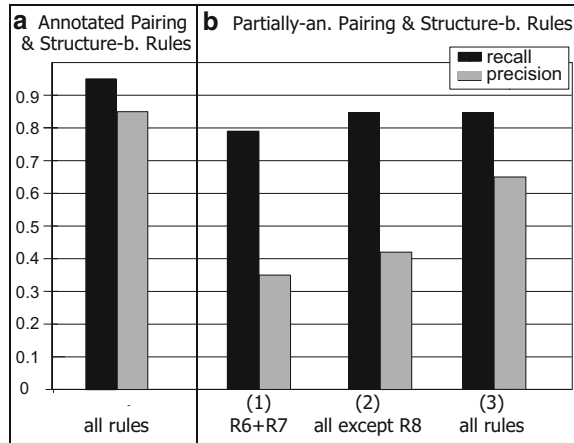 a Annotated Pairing
& Structure-b. Rules
b Partially-an. Pairing & Structure-b. Rules
recall
precision
0.9
0.8
0.7
0.6
0.5
0.4
0.3
0.2
0.1
0
all rules
(1)
R6+R7
(2)
all except R8
(3)
all rules